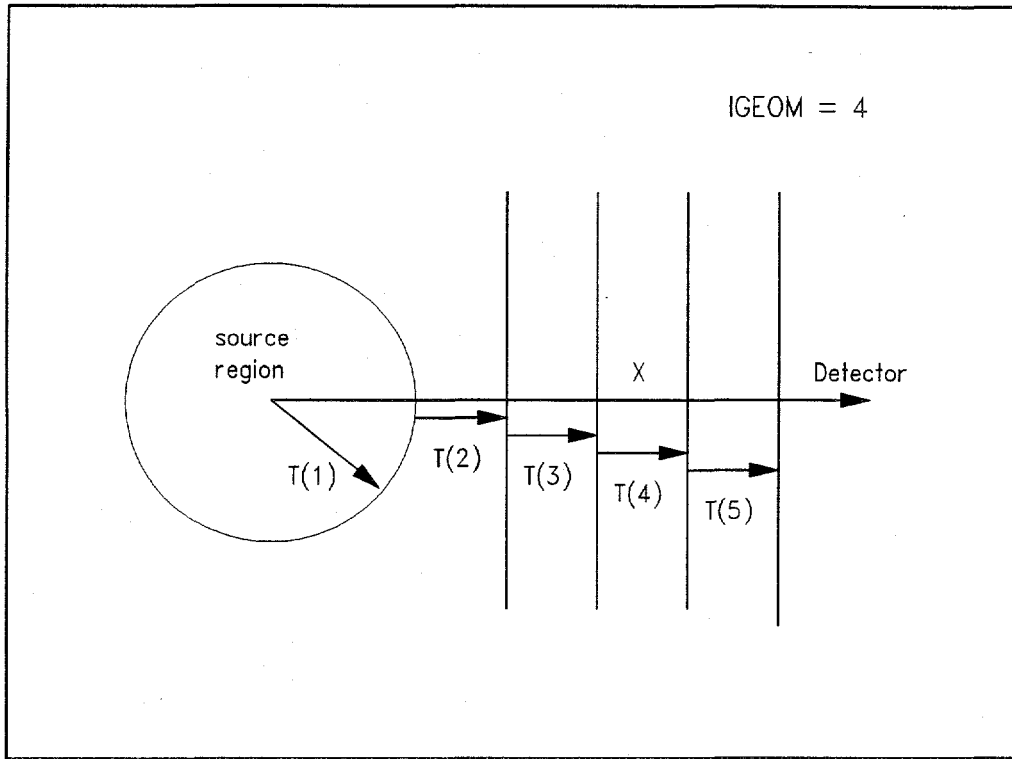 IGEOM = 4
source
region
X
Detector
T(1)
T(2)
T(3)
T(4)
T(5)